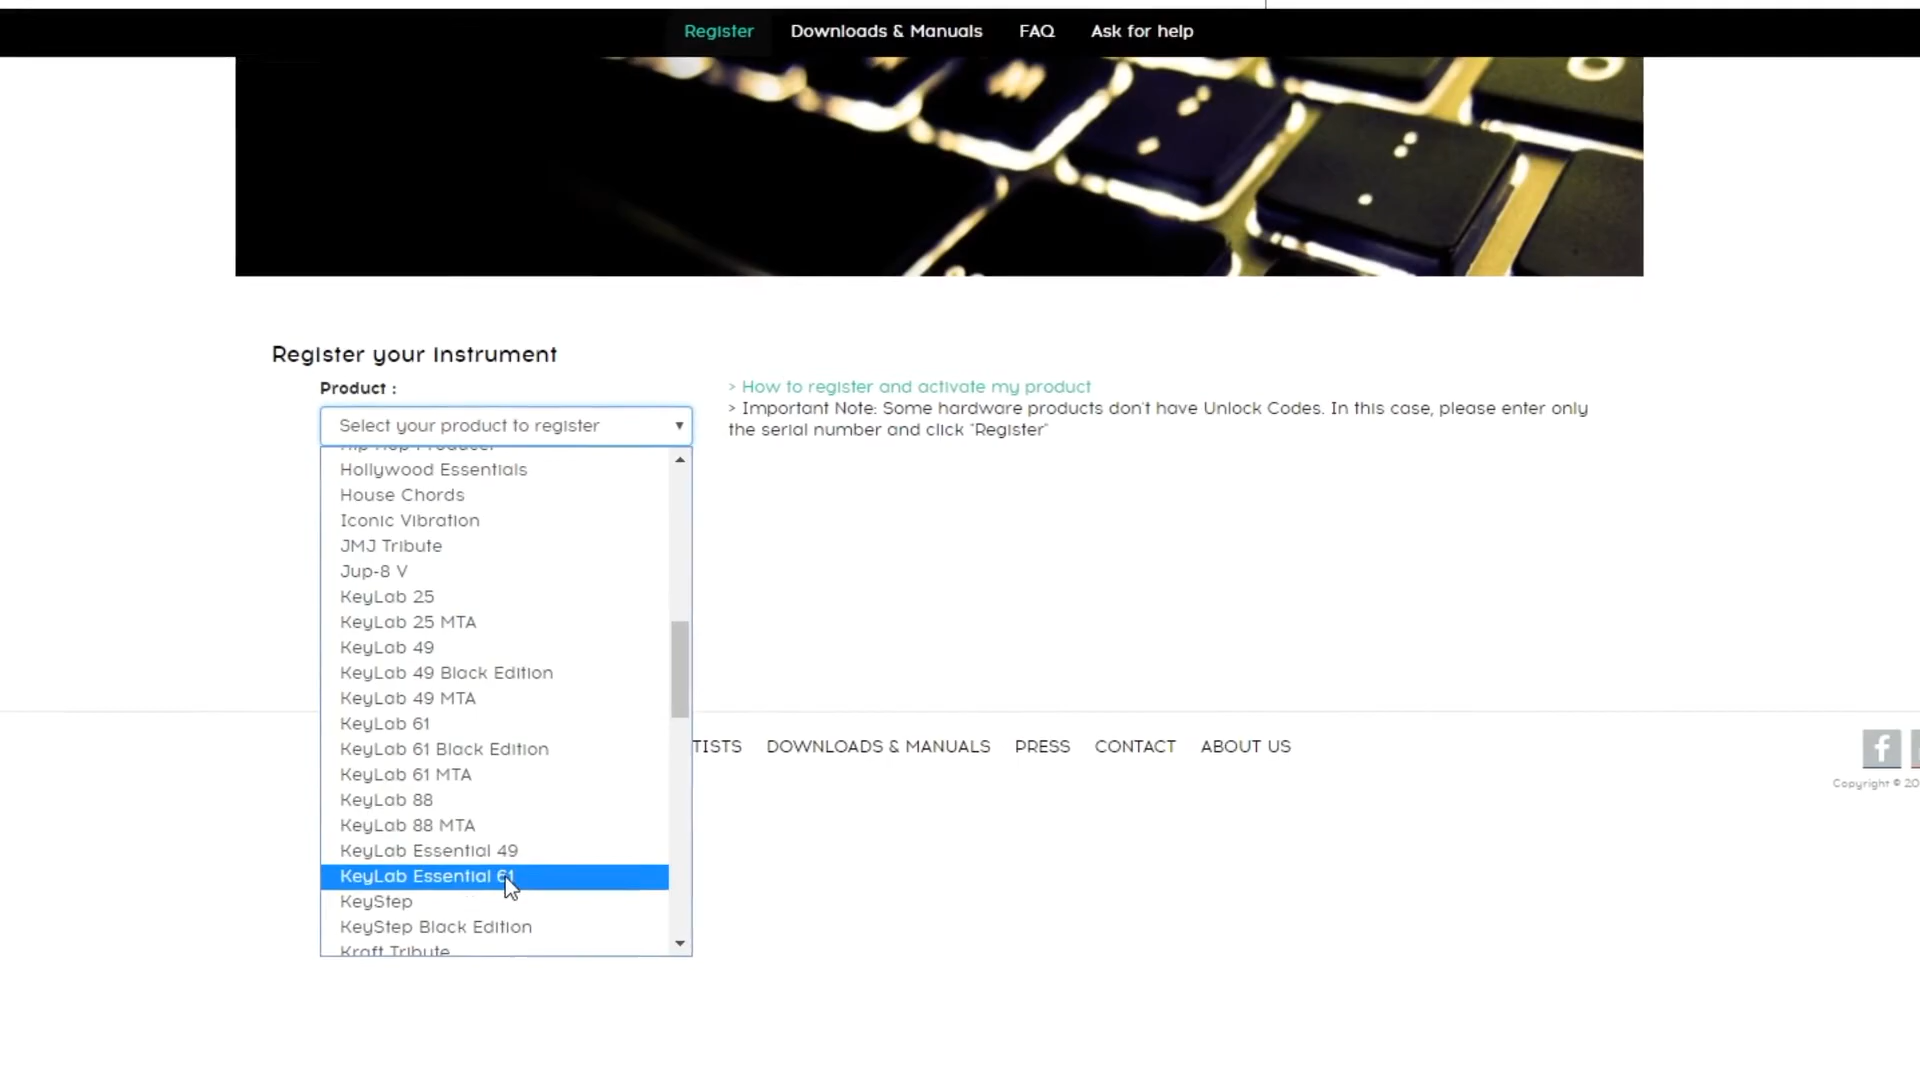 Register Downloads & Manuals FAQ Ask for help
Register your instrument
Product :
Select your product to register
> How to register and activate my product
> Important Note: Some hardware products don't have Unlock Codes. In this case, please enter only
the serial number and click "Register"
Hip Hop Producer
Hollywood Essentials
House Chords
Iconic Vibration
JMJ Tribute
Jup-8 V
KeyLab 25
KeyLab 25 MTA
KeyLab 49
KeyLab 49 Black Edition
KeyLab 49 MTA
KeyLab 61
KeyLab 61 Black Edition
KeyLab 61 MTA
KeyLab 88
KeyLab 88 MTA
KeyLab Essential 49
KeyLab Essential 61
KeyStep
KeyStep Black Edition
Kraft Tribute
TISTS DOWNLOADS & MANUALS PRESS CONTACT ABOUT US
f
Copyright © 20